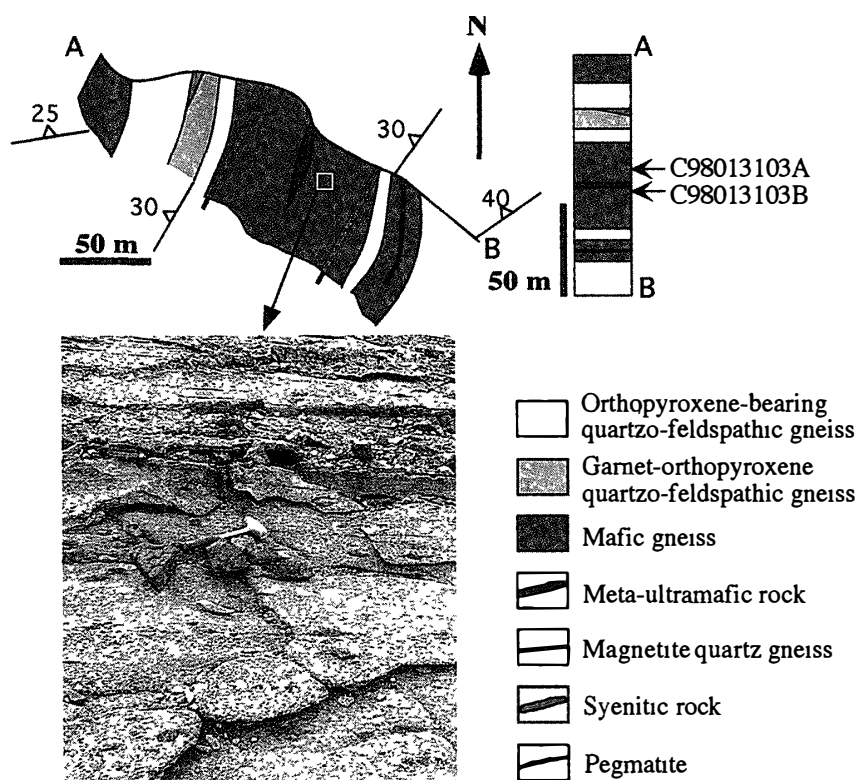 A
N
A
25
30
C98013103A
C98013103B
30
40
50 m
B
50 m
B
Orthopyroxene-bearing
quartzo-feldspathic gneiss
Garnet-orthopyroxene
quartzo-feldspathic gneiss
Mafic gneiss
Meta-ultramafic rock
Magnetite quartz gneiss
Syenitic rock
Pegmatite